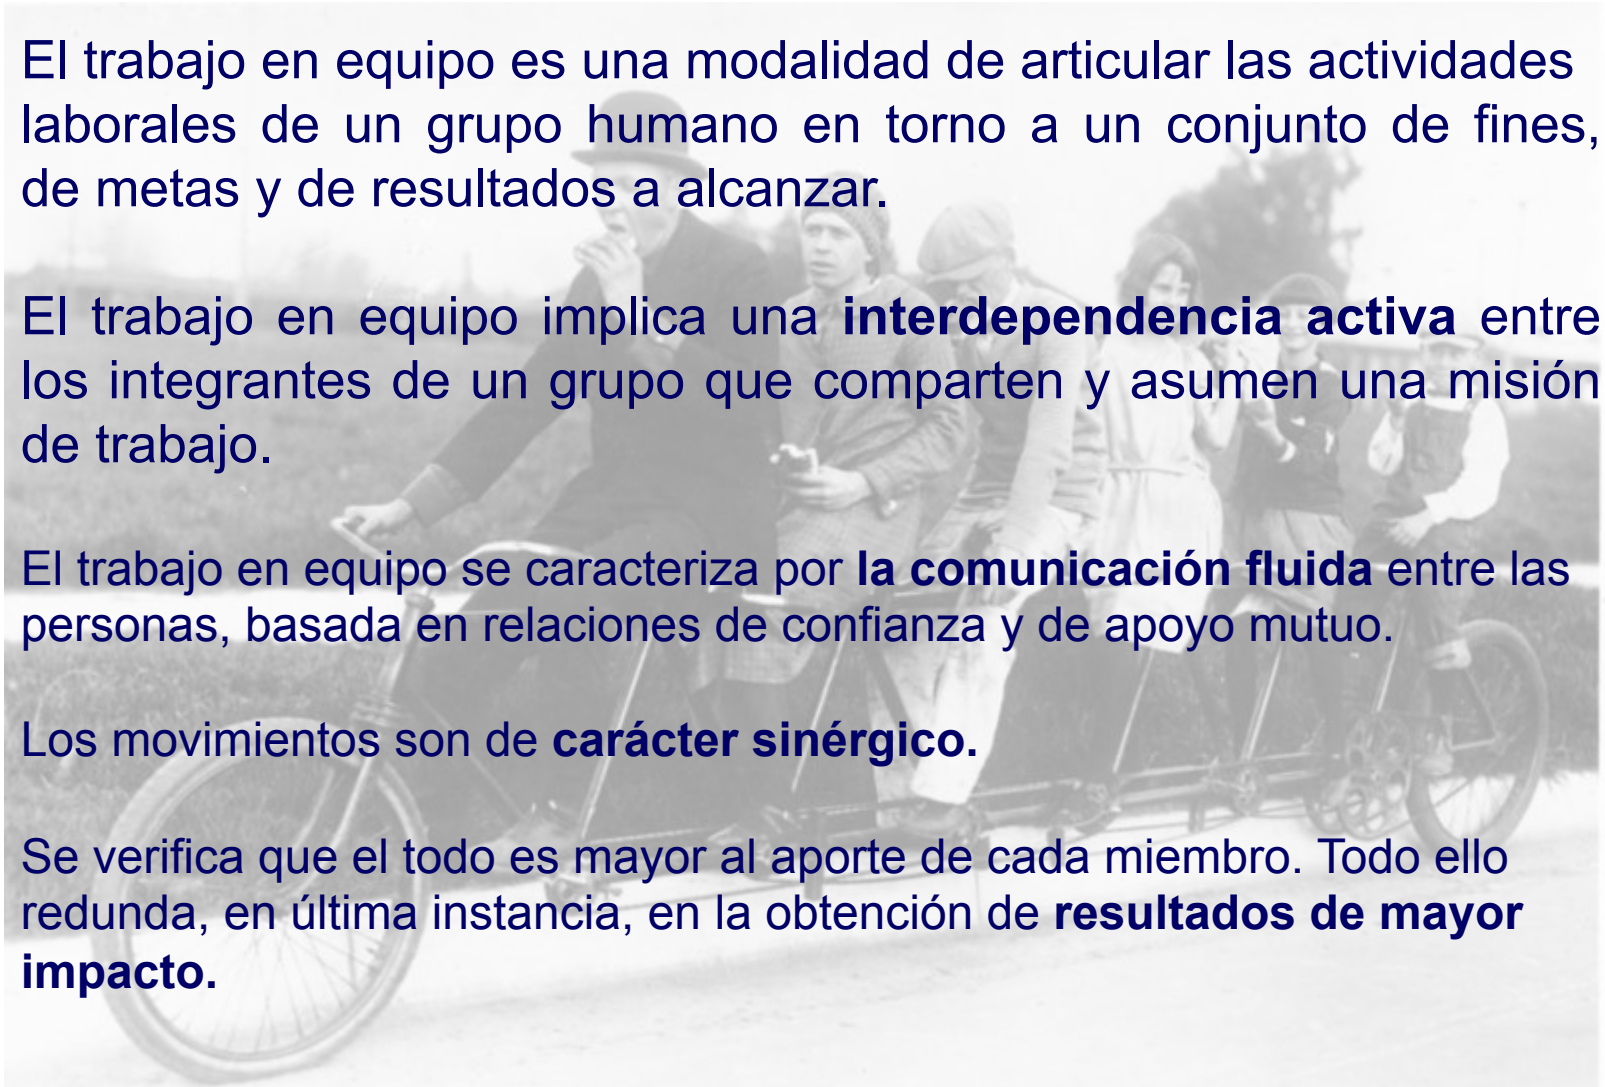 El trabajo en equipo es una modalidad de articular las actividades
laborales de un grupo humano en torno a un conjunto de fines,
de metas y de resultados a alcanzar.
El trabajo en equipo implica una interdependencia activa entre
los integrantes de un grupo que comparten y asumen una misión
de trabajo.
El trabajo en equipo se caracteriza por la comunicación fluida entre las
personas, basada en relaciones de confianza y de apoyo mutuo.
Los movimientos son de carácter sinérgico.
Se verifica que el todo es mayor al aporte de cada miembro. Todo ello
redunda, en última instancia, en la obtención de resultados de mayor
impacto.